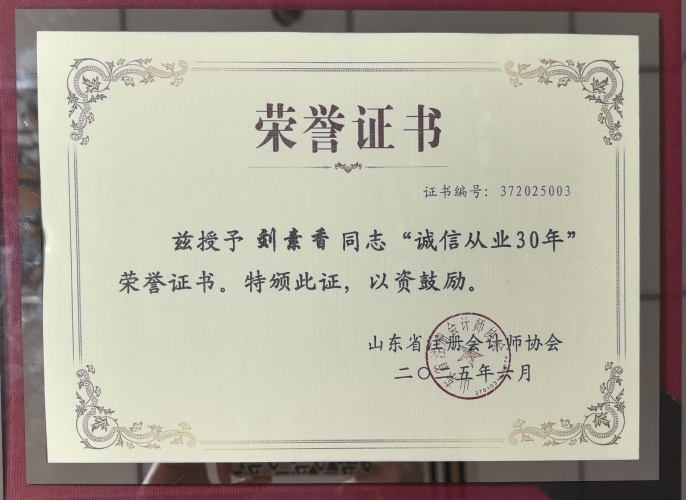 荣誉证书
证书编号：372025003
兹授予 刘素香 同志“诚信从业30年”
荣誉证书。特颁此证，以资鼓励。
山东省注册会计师协会
二〇二五年六月